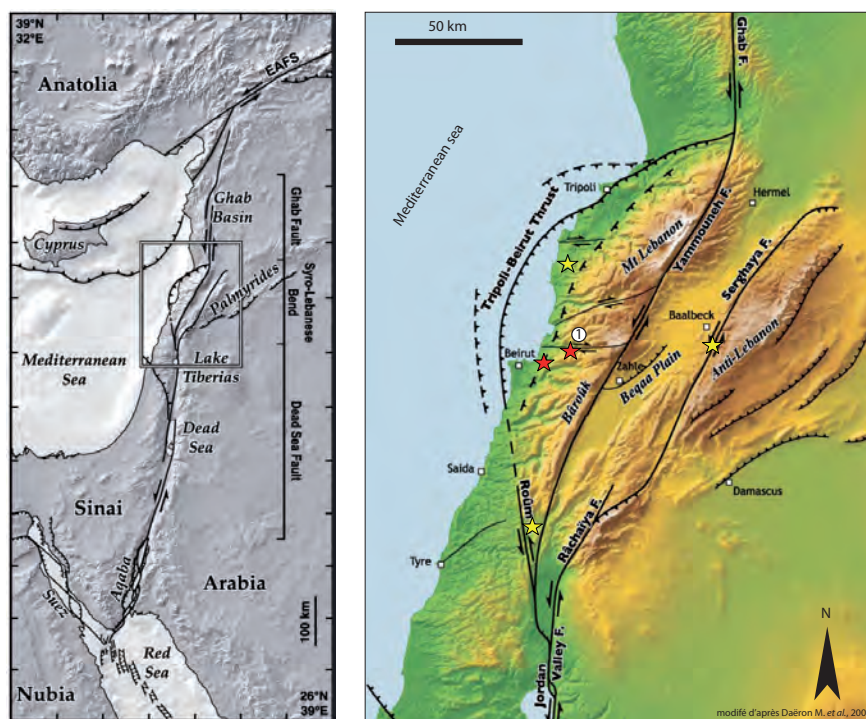 39°N
32°E
Anatolia
EAFS
Ghab
Basin
Ghab Fault
Cyprus
Syro-Lebanese
Bend
Palmyrides
Mediterranean
Sea
Lake
Tiberias
Dead
Sea
Dead Sea Fault
Sinai
Aqaba
Suez
Arabia
100 km
Red
Sea
Nubia
26°N
39°E
50 km
Ghab F.
Mediterranean sea
Tripoli
Hermel
Tripoli-Beirut Thrust
Mt Lebanon
Yammouneh F.
Serghaya F.
1
Baalbeck
Beirut
Zahle
Anti-Lebanon
Beqaa Plain
Bâroûk
Saida
Roûm
Damascus
Râchaïya F.
Tyre
N
Jordan
Valley F.
modifé d'après Daëron M. et al., 200